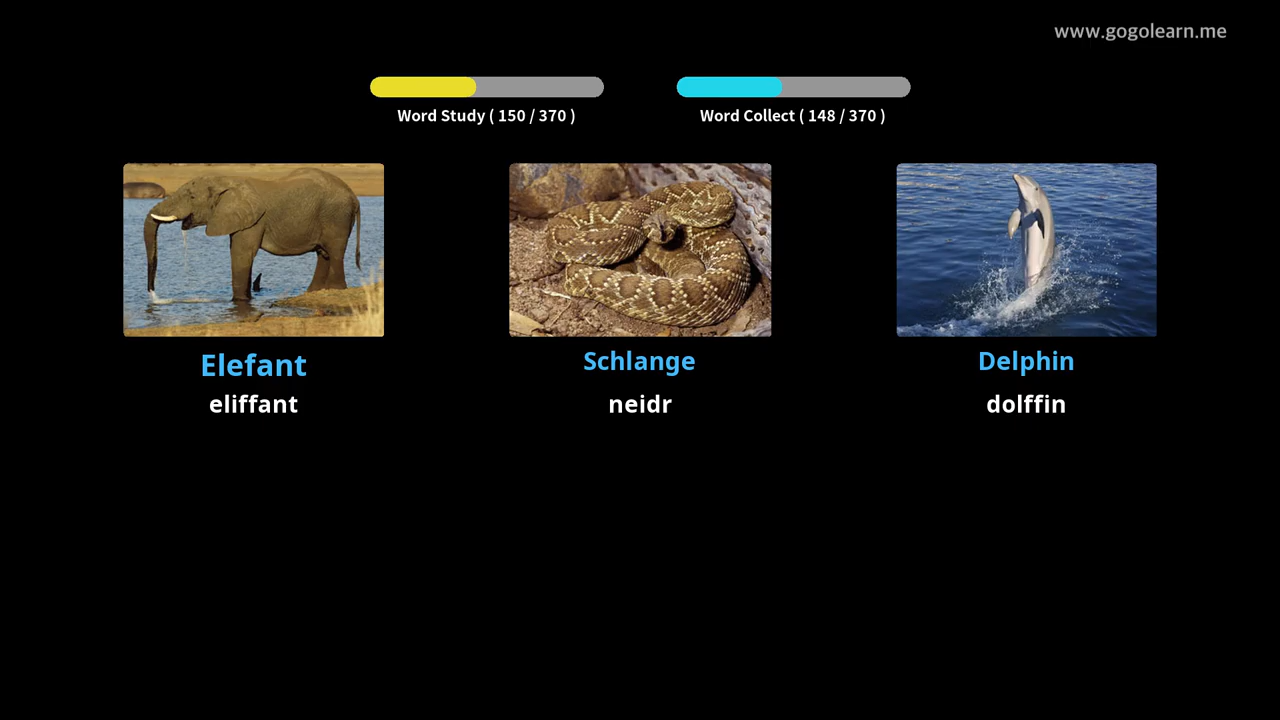 www.gogolearn.me
Word Study ( 150 / 370 )
Word Collect ( 148 / 370 )
Elefant
Schlange
Delphin
eliffant
neidr
dolffin